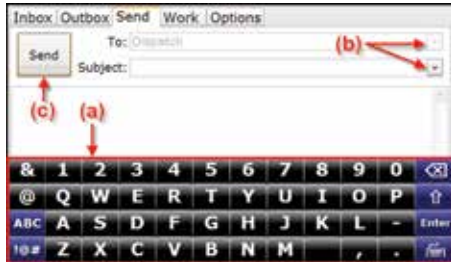 Inbox Outbox Send Work Options
To: Dispatch (b)
Send
Subject:
(c) (a)
& 1 2 3 4 5 6 7 8 9 0
@ Q W E R T Y U I O P
ABC A S D F G H J K L - Enter
!@# Z X C V B N M , .